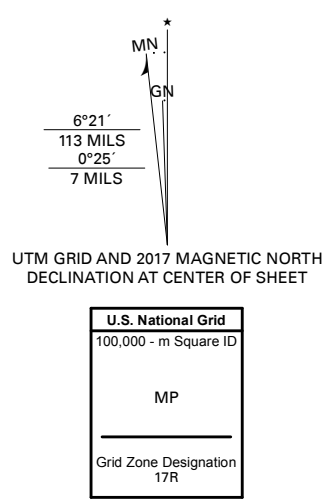 MN
GN
6°21´
113 MILS
0°25´
7 MILS
UTM GRID AND 2017 MAGNETIC NORTH
DECLINATION AT CENTER OF SHEET
U.S. National Grid
100,000 - m Square ID
MP
Grid Zone Designation
17R